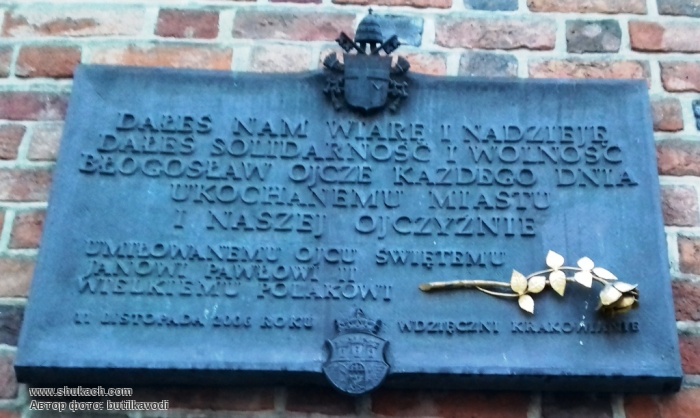 DAŁEŚ NAM WIARĘ I NADZIEJĘ
DAŁEŚ SOLIDARNOŚĆ I WOLNOŚĆ
BŁOGOSŁAW OJCZE KAŻDEGO DNIA
UKOCHANEMU MIASTU
I NASZEJ OJCZYŹNIE
UMIŁOWANEMU OJCU ŚWIĘTEMU
JANOWI PAWŁOWI II
WIELKIEMU POLAKOWI
11 LISTOPADA 2006 ROKU WDZIĘCZNI KRAKOWIANIE
www.shukach.com
Автор фото: butilkavodi